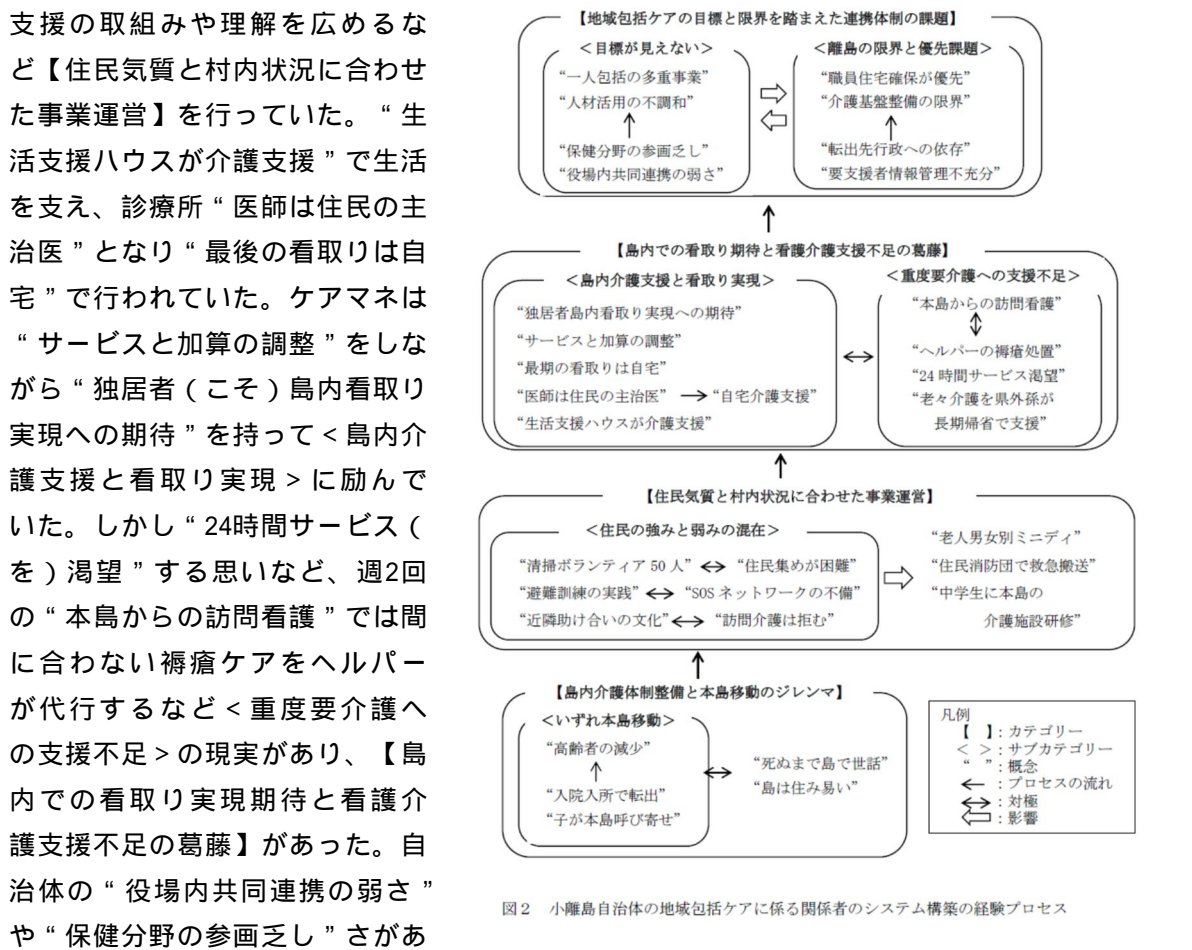 支援の取組みや理解を広めるな
ど【住民気質と村内状況に合わせ
た事業運営】を行っていた。“生
活支援ハウスが介護支援”で生活
を支え、診療所“医師は住民の主
治医”となり“最後の看取りは自
宅”で行われていた。ケアマネは
“サービスと加算の調整”をしな
がら“独居者（こそ）島内看取り
実現への期待”を持って＜島内介
護支援と看取り実現＞に励んで
いた。しかし“24時間サービス（
を）渇望”する思いなど、週2回
の“本島からの訪問看護”では間
に合わない褥瘡ケアをヘルパー
が代行するなど＜重度要介護へ
の支援不足＞の現実があり、【島
内での看取り実現期待と看護介
護支援不足の葛藤】があった。自
治体の“役場内共同連携の弱さ”
や“保健分野の参画乏し”さがあ
【地域包括ケアの目標と限界を踏まえた連携体制の課題】
＜目標が見えない＞
“一人包括の多重事業”
“人材活用の不調和”
↑
“保健分野の参画乏し”
“役場内共同連携の弱さ”
⇨
⇦
＜離島の限界と優先課題＞
“職員住宅確保が優先”
“介護基盤整備の限界”
↑
“転出先行政への依存”
“要支援者情報管理不充分”
↑
【島内での看取り期待と看護介護支援不足の葛藤】
＜島内介護支援と看取り実現＞
“独居者島内看取り実現への期待”
“サービスと加算の調整”
“最期の看取りは自宅”
“医師は住民の主治医” → “自宅介護支援”
“生活支援ハウスが介護支援”
↔
＜重度要介護への支援不足＞
“本島からの訪問看護”
↕
“ヘルパーの褥瘡処置”
“24時間サービス渇望”
“老々介護を県外孫が
長期帰省で支援”
↑
【住民気質と村内状況に合わせた事業運営】
＜住民の強みと弱みの混在＞
“清掃ボランティア50人” ↔ “住民集めが困難”
“避難訓練の実践” ↔ “SOSネットワークの不備”
“近隣助け合いの文化” ↔ “訪問介護は拒む”
⇨
“老人男女別ミニディ”
“住民消防団で救急搬送”
“中学生に本島の
介護施設研修”
↑
【島内介護体制整備と本島移動のジレンマ】
＜いずれ本島移動＞
“高齢者の減少”
↑
“入院入所で転出”
“子が本島呼び寄せ”
↔
“死ぬまで島で世話”
“島は住み易い”
凡例
【　】：カテゴリー
＜　＞：サブカテゴリー
“　”：概念
←：プロセスの流れ
↔：対極
⇦：影響
図2　小離島自治体の地域包括ケアに係る関係者のシステム構築の経験プロセス